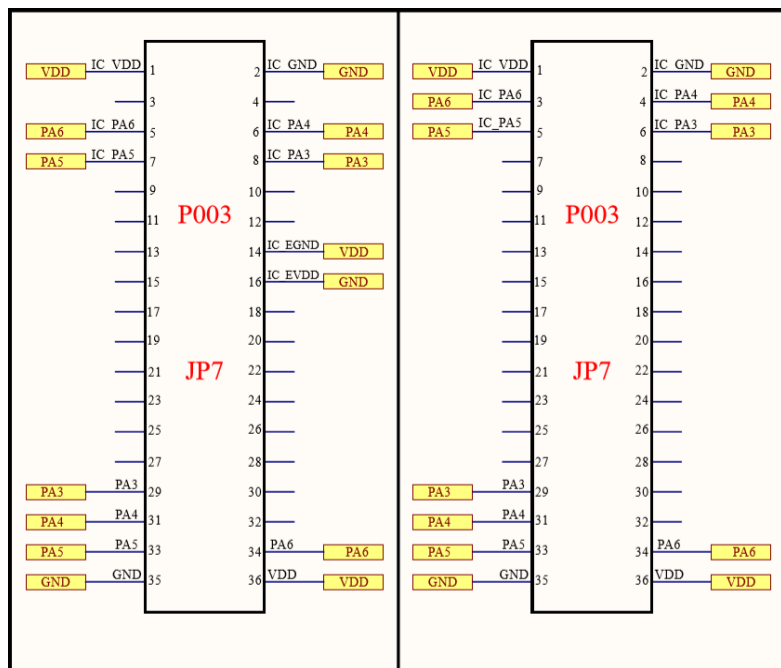 VDD IC_VDD 1 2 IC_GND GND
3 4
PA6 IC_PA6 5 6 IC_PA4 PA4
PA5 IC_PA5 7 8 IC_PA3 PA3
9 10
11 12
P003
13 14 IC_EGND VDD
15 16 IC_EVDD GND
17 18
19 20
21 22
JP7
23 24
25 26
27 28
PA3 PA3 29 30
PA4 PA4 31 32
PA5 PA5 33 34 PA6 PA6
GND GND 35 36 VDD VDD
VDD IC_VDD 1 2 IC_GND GND
PA6 IC_PA6 3 4 IC_PA4 PA4
PA5 IC_PA5 5 6 IC_PA3 PA3
7 8
9 10
11 12
P003
13 14
15 16
17 18
19 20
21 22
JP7
23 24
25 26
27 28
PA3 PA3 29 30
PA4 PA4 31 32
PA5 PA5 33 34 PA6 PA6
GND GND 35 36 VDD VDD